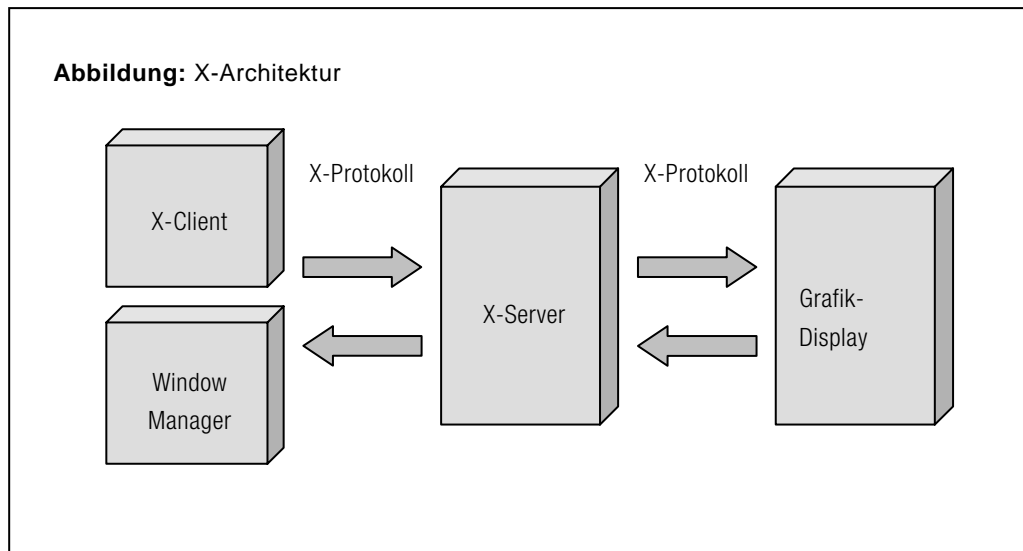 Abbildung: X-Architektur
X-Client
X-Protokoll
X-Server
X-Protokoll
Grafik-
Display
Window
Manager